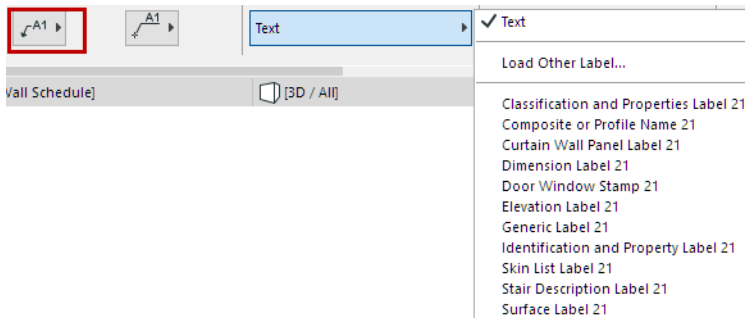 A1
A1
Text
Text
Load Other Label...
Wall Schedule]
[3D / All]
Classification and Properties Label 21
Composite or Profile Name 21
Curtain Wall Panel Label 21
Dimension Label 21
Door Window Stamp 21
Elevation Label 21
Generic Label 21
Identification and Property Label 21
Skin List Label 21
Stair Description Label 21
Surface Label 21